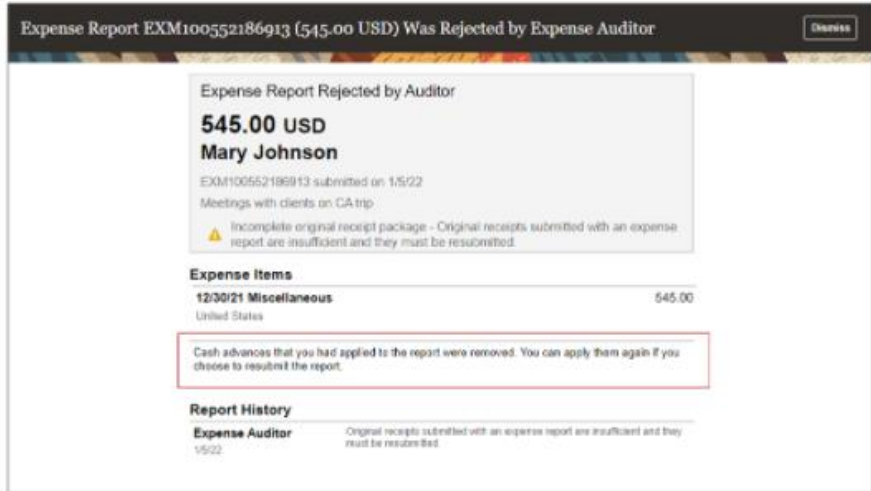 Expense Report EXM100552186913 (545.00 USD) Was Rejected by Expense Auditor
Dismiss
Expense Report Rejected by Auditor
545.00 USD
Mary Johnson
EXM100552186913 submitted on 1/5/22
Meetings with clients on CA trip
Incomplete original receipt package - Original receipts submitted with an expense
report are insufficient and they must be resubmitted.
Expense Items
12/30/21 Miscellaneous 545.00
United States
Cash advances that you had applied to the report were removed. You can apply them again if you
choose to resubmit the report.
Report History
Expense Auditor Original receipts submitted with an expense report are insufficient and they
1/5/22 must be resubmitted.